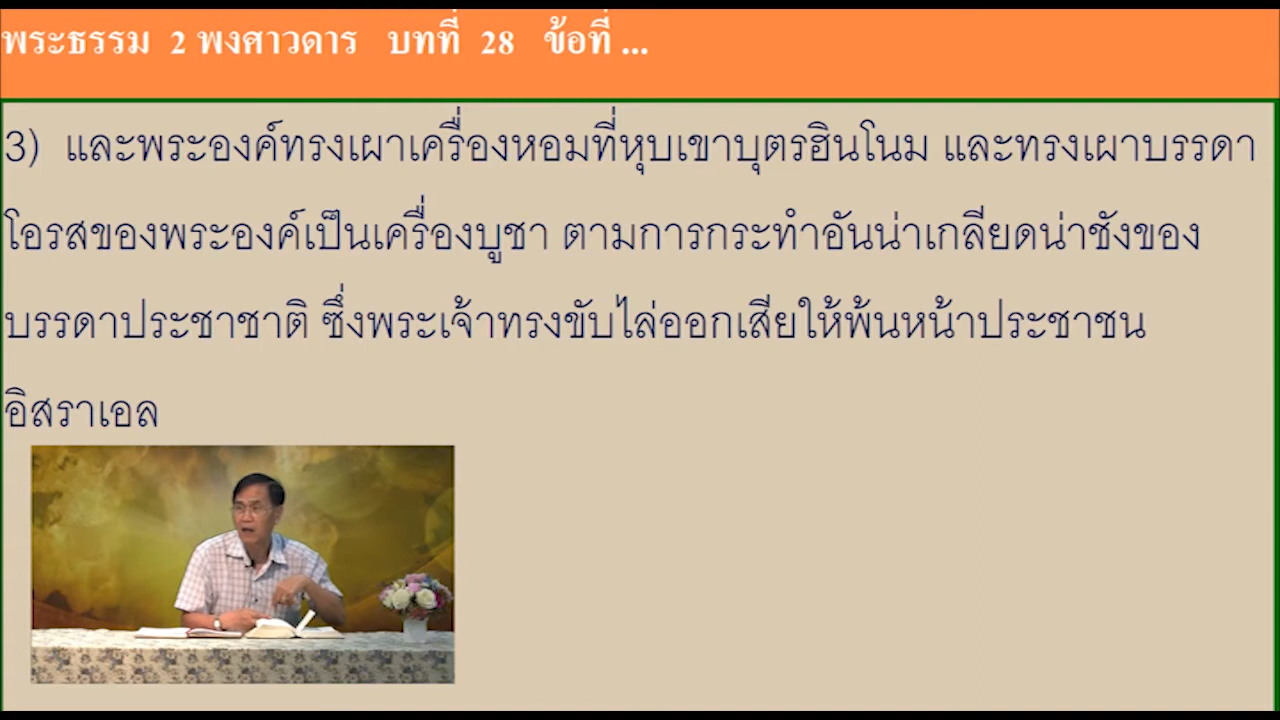 พระธรรม 2 พงศาวดาร บทที่ 28 ข้อที่ ...
3) และพระองค์ทรงเผาเครื่องหอมที่หุบเขาบุตรฮินโนม และทรงเผาบรรดา
โอรสของพระองค์เป็นเครื่องบูชา ตามการกระทำอันน่าเกลียดน่าชังของ
บรรดาประชาชาติ ซึ่งพระเจ้าทรงขับไล่ออกเสียให้พ้นหน้าประชาชน
อิสราเอล